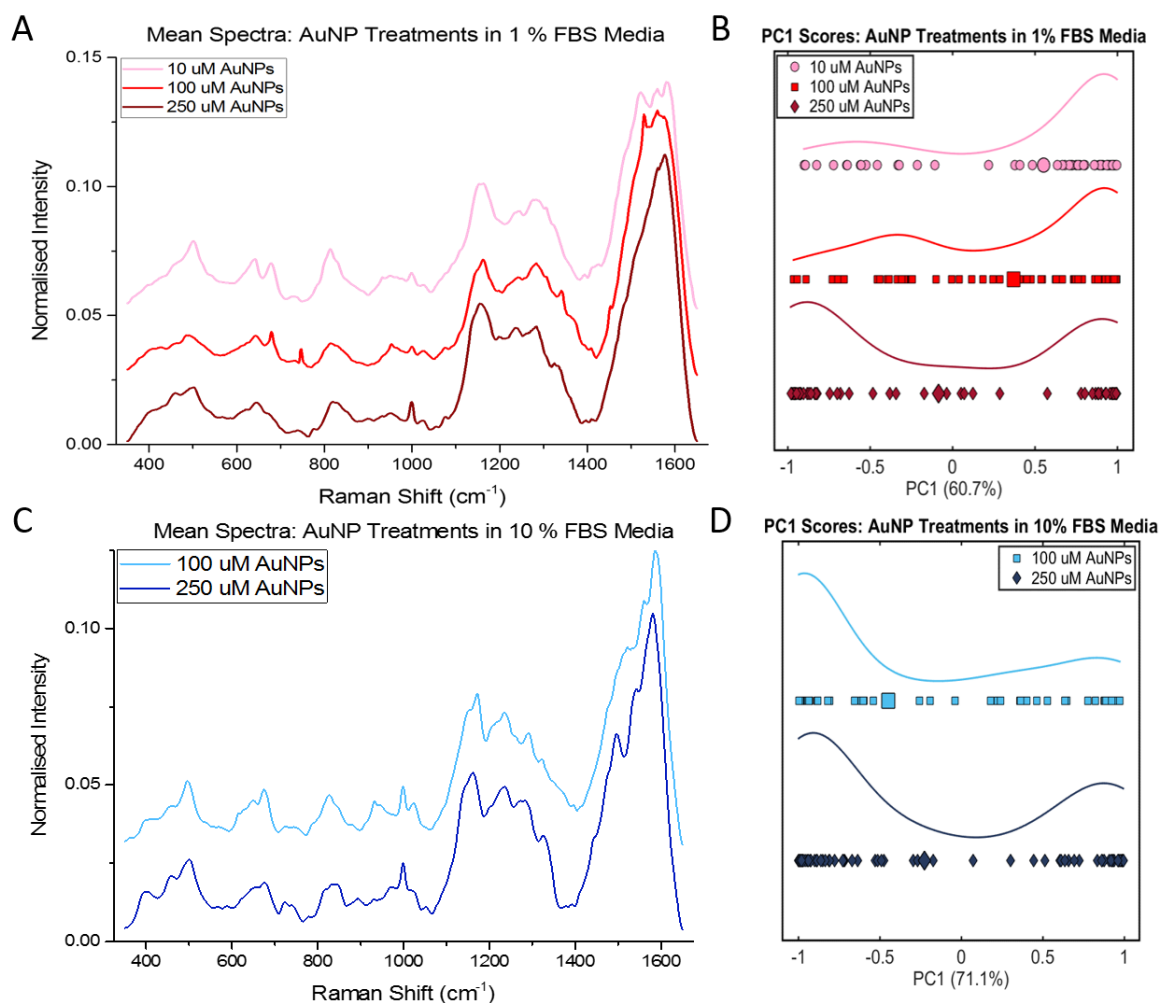 A
Mean Spectra: AuNP Treatments in 1 % FBS Media
10 uM AuNPs
100 uM AuNPs
250 uM AuNPs
0.15
0.10
0.05
0.00
Normalised Intensity
400 600 800 1000 1200 1400 1600
Raman Shift (cm-1)
B
PC1 Scores: AuNP Treatments in 1% FBS Media
10 uM AuNPs
100 uM AuNPs
250 uM AuNPs
-1 -0.5 0 0.5 1
PC1 (60.7%)
C
Mean Spectra: AuNP Treatments in 10 % FBS Media
100 uM AuNPs
250 uM AuNPs
0.10
0.05
0.00
Normalised Intensity
400 600 800 1000 1200 1400 1600
Raman Shift (cm-1)
D
PC1 Scores: AuNP Treatments in 10% FBS Media
100 uM AuNPs
250 uM AuNPs
-1 -0.5 0 0.5 1
PC1 (71.1%)